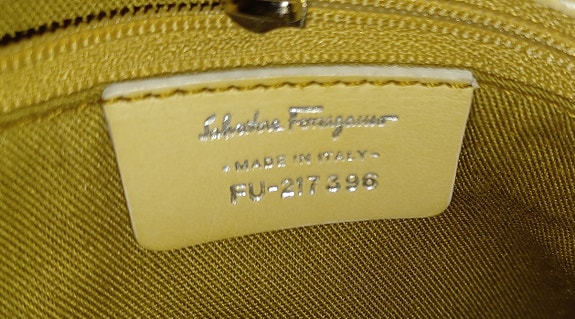 Salvatore Ferragamo
•MADE IN ITALY•
FU-217396